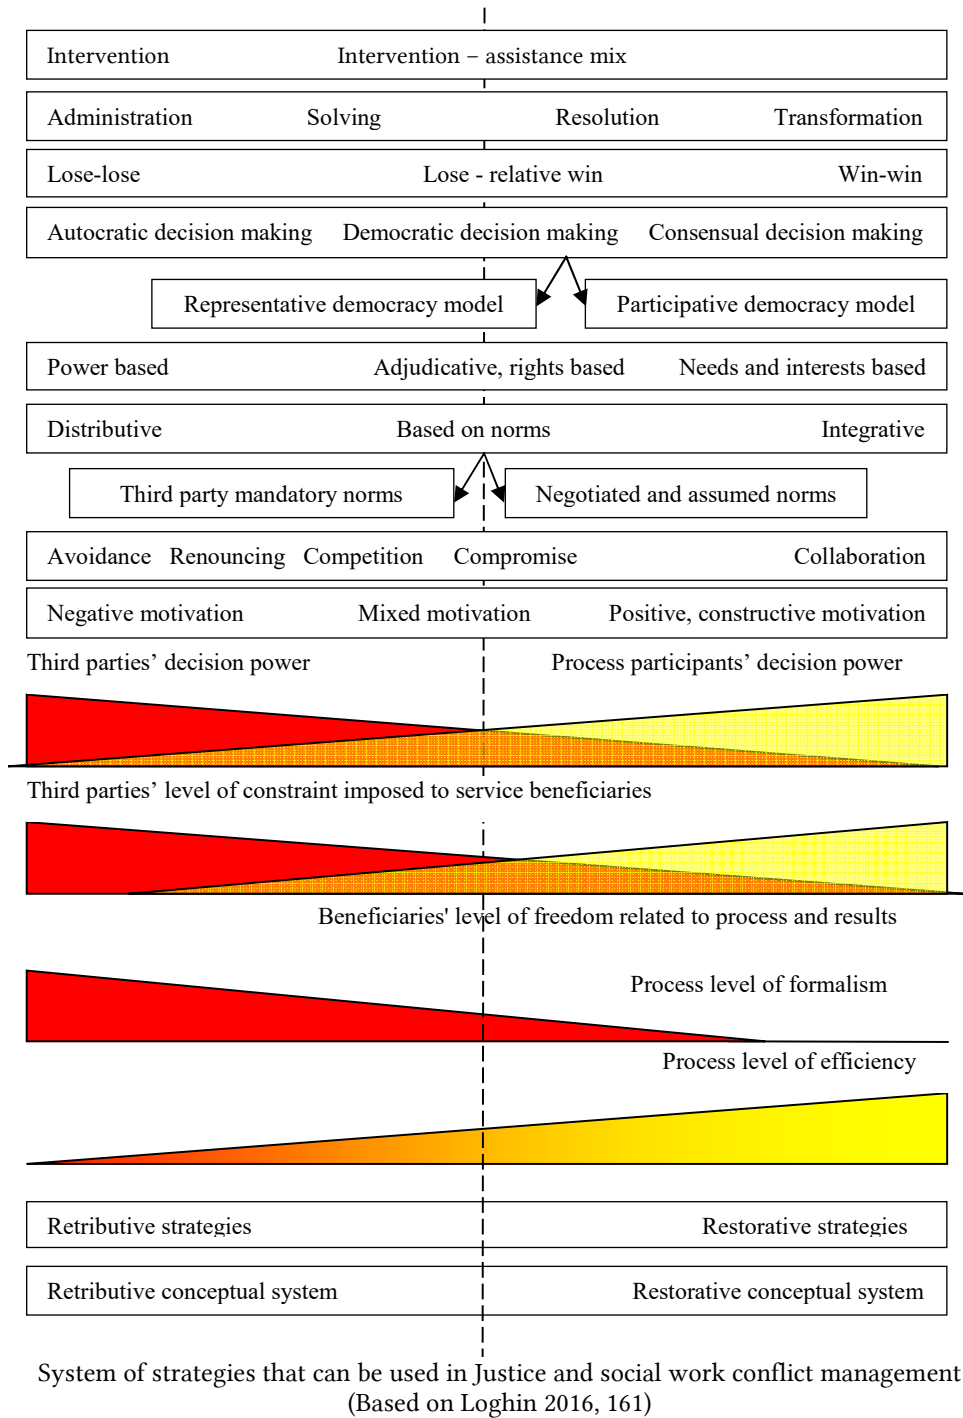 Intervention Intervention – assistance mix
Administration Solving Resolution Transformation
Lose-lose Lose - relative win Win-win
Autocratic decision making Democratic decision making Consensual decision making
Representative democracy model Participative democracy model
Power based Adjudicative, rights based Needs and interests based
Distributive Based on norms Integrative
Third party mandatory norms Negotiated and assumed norms
Avoidance Renouncing Competition Compromise Collaboration
Negative motivation Mixed motivation Positive, constructive motivation
Third parties’ decision power Process participants’ decision power
Third parties’ level of constraint imposed to service beneficiaries
Beneficiaries' level of freedom related to process and results
Process level of formalism
Process level of efficiency
Retributive strategies Restorative strategies
Retributive conceptual system Restorative conceptual system
System of strategies that can be used in Justice and social work conflict management
(Based on Loghin 2016, 161)